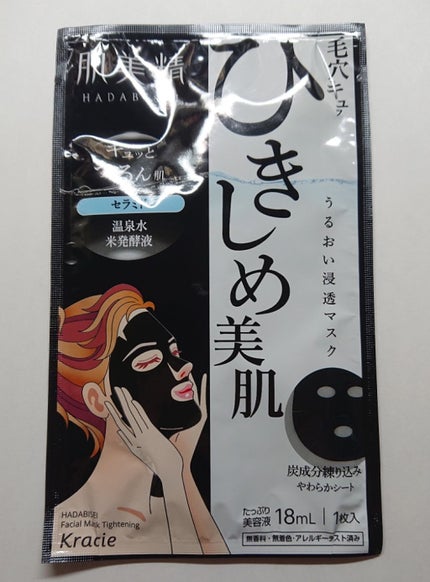 肌美精
HADABI
キュッと
ろん肌
セラミ
温泉水
米発酵液
毛穴キュッ
ひきしめ美肌
うるおい浸透マスク
炭成分練り込み
やわらかシート
たっぷり
美容液 18mL 1枚入
無香料・無着色・アレルギーテスト済み
HADABISEI
Facial Mask Tightening
Kracie